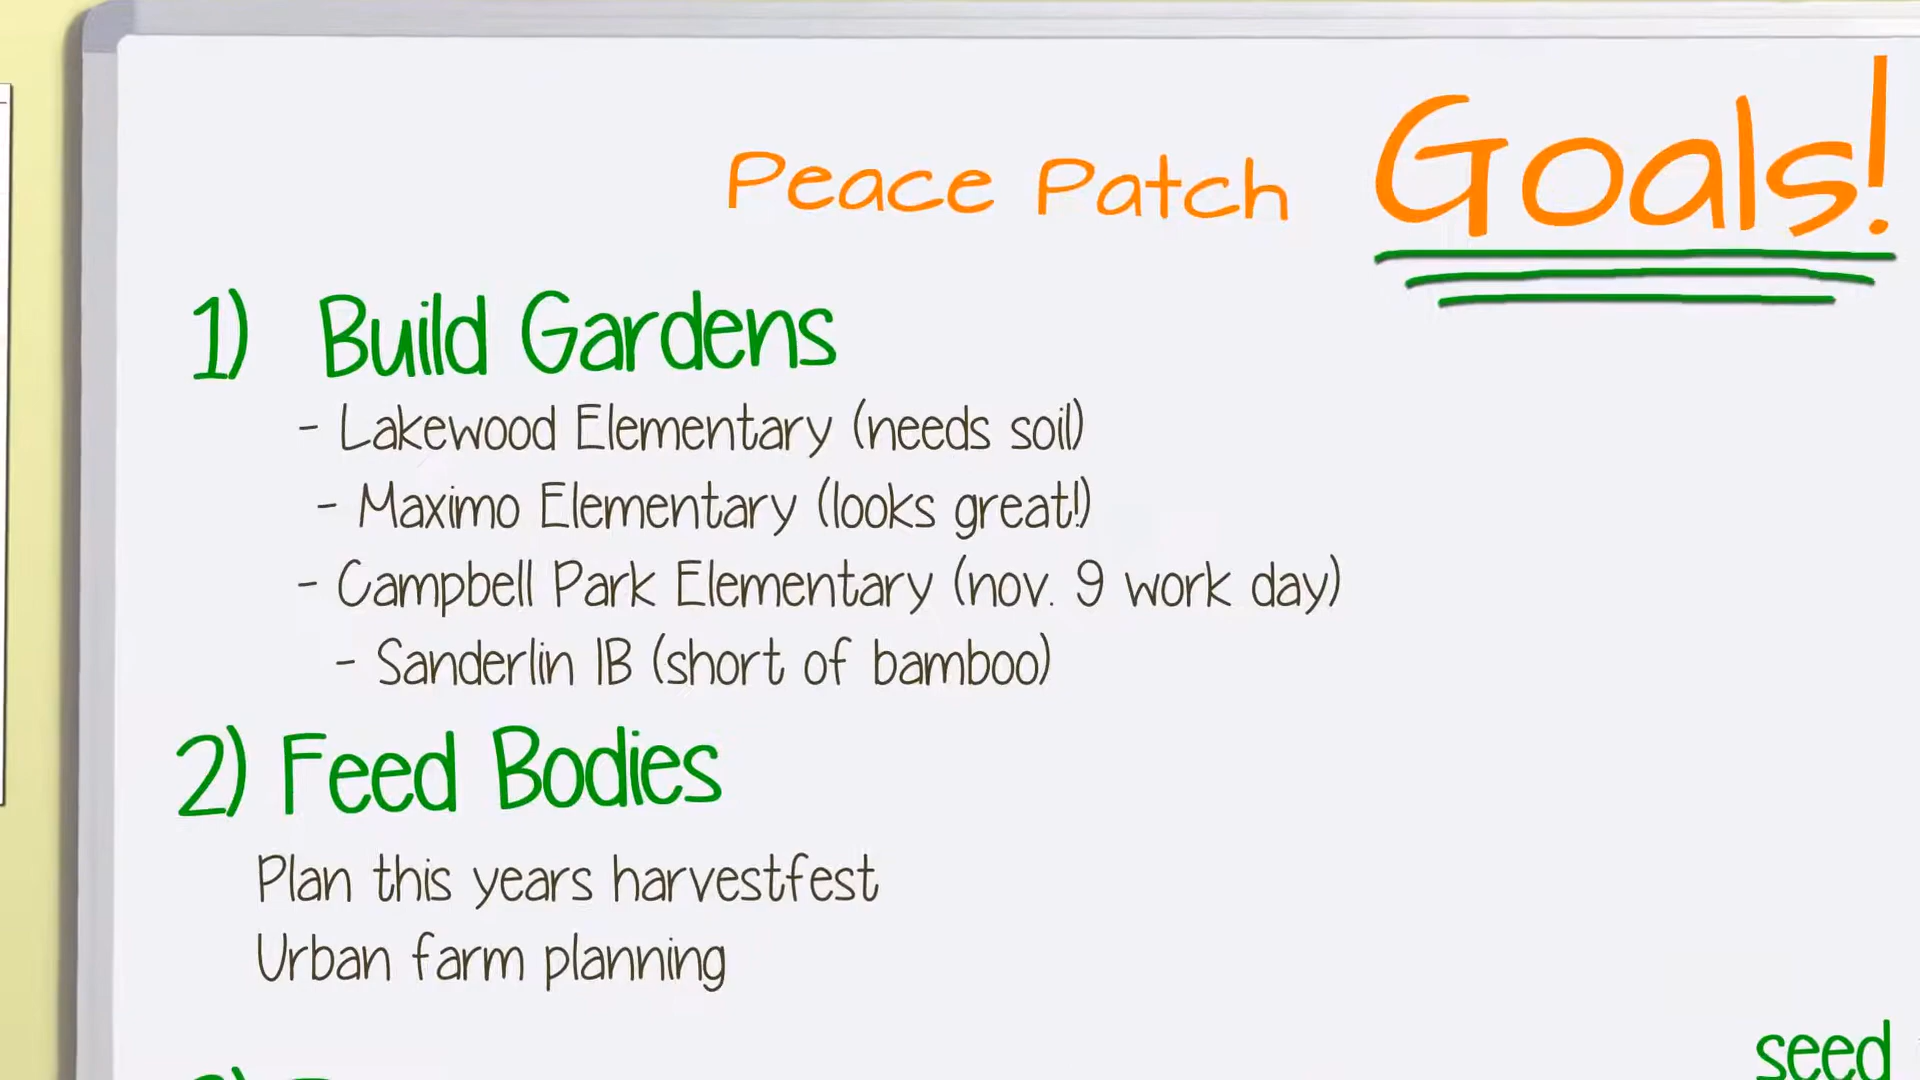 Peace Patch Goals!
1) Build Gardens
- Lakewood Elementary (needs soil)
- Maximo Elementary (looks great!)
- Campbell Park Elementary (nov. 9 work day)
- Sanderlin IB (short of bamboo)
2) Feed Bodies
Plan this years harvestfest
Urban farm planning
seed